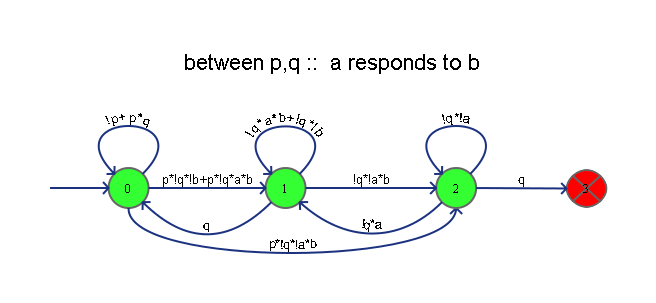 between p,q :: a responds to b
!p+ p*q
!q*a*b+!q*!b
!q*!a
0
p*!q*!b+p*!q*a*b
1
!q*!a*b
2
q
3
q
!q*a
p*!q*!a*b